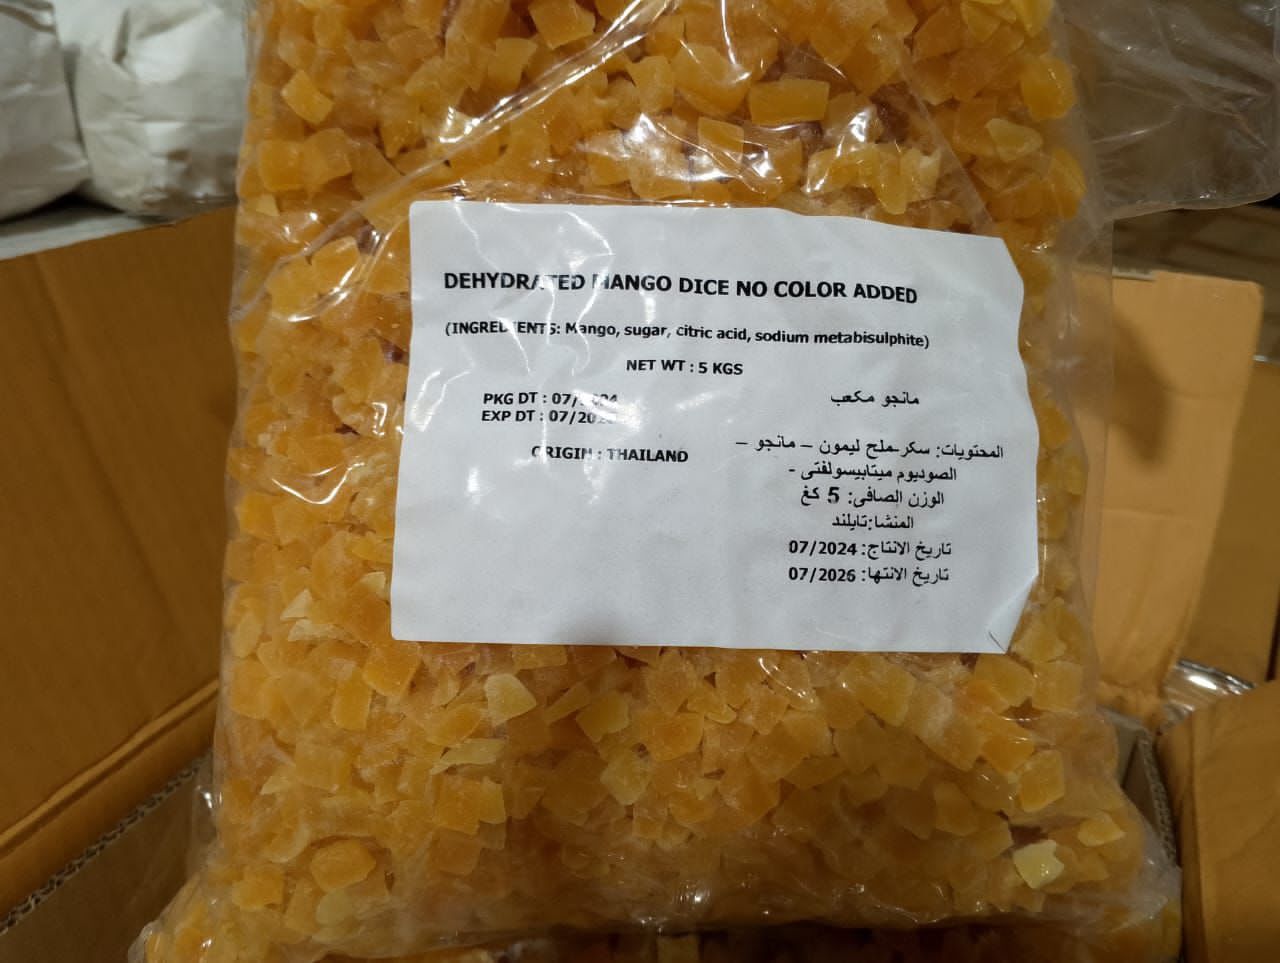 DEHYDRATED MANGO DICE NO COLOR ADDED
(INGREDIENTS: Mango, sugar, citric acid, sodium metabisulphite)
NET WT : 5 KGS
PKG DT : 07/2024
EXP DT : 07/2026
ORIGIN : THAILAND
مانجو مكعب
المحتويات: سكر-ملح ليمون – مانجو –
الصوديوم ميتابيسولفتى -
الوزن الصافى: 5 كغ
المنشا:تايلند
تاريخ الانتاج: 07/2024
تاريخ الانتها: 07/2026